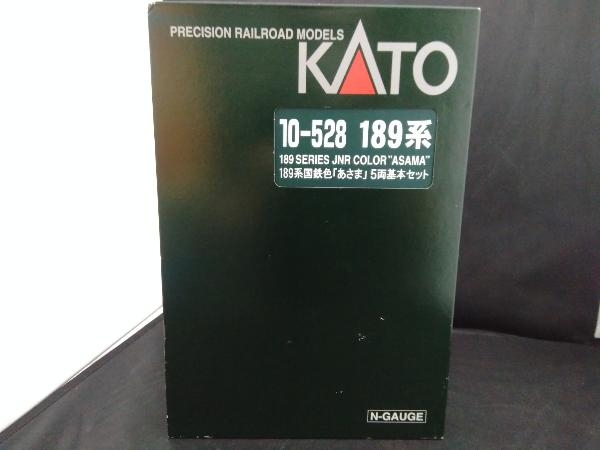 PRECISION RAILROAD MODELS
KATO
10-528 189系
189 SERIES JNR COLOR "ASAMA"
189系国鉄色「あさま」5両基本セット
N-GAUGE